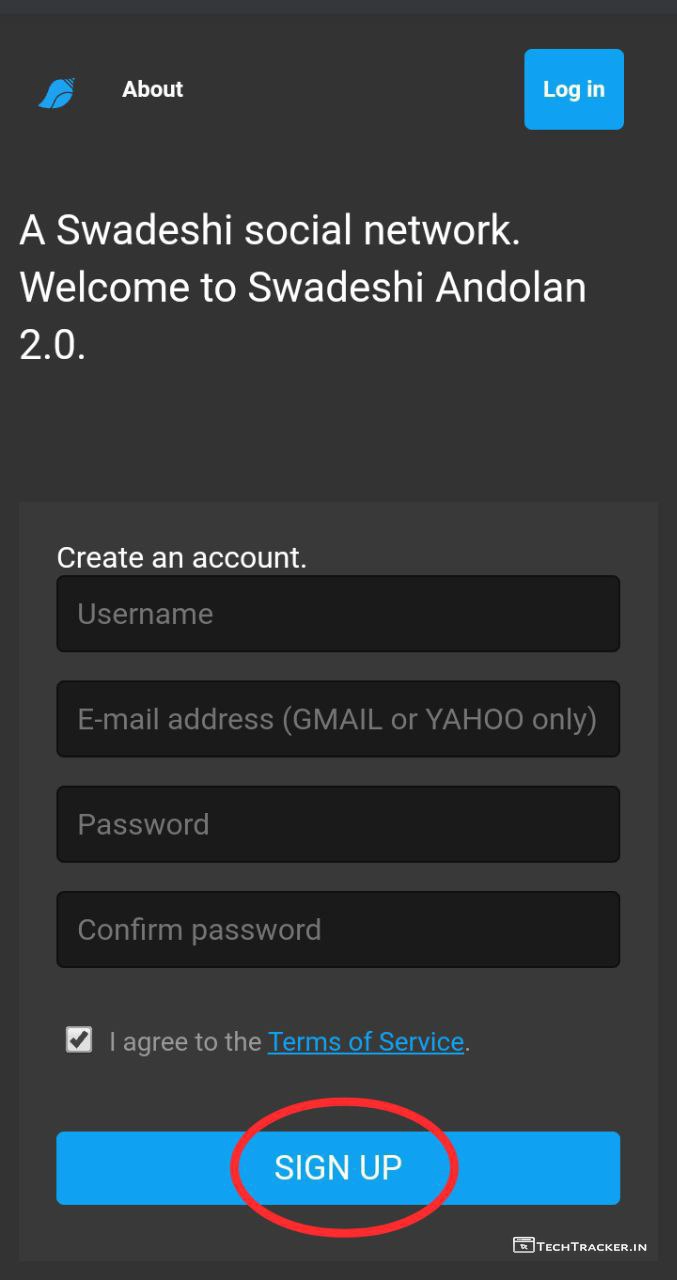 About
Log in
A Swadeshi social network.
Welcome to Swadeshi Andolan
2.0.
Create an account.
Username
E-mail address (GMAIL or YAHOO only)
Password
Confirm password
I agree to the Terms of Service.
SIGN UP
TECHTRACKER.IN